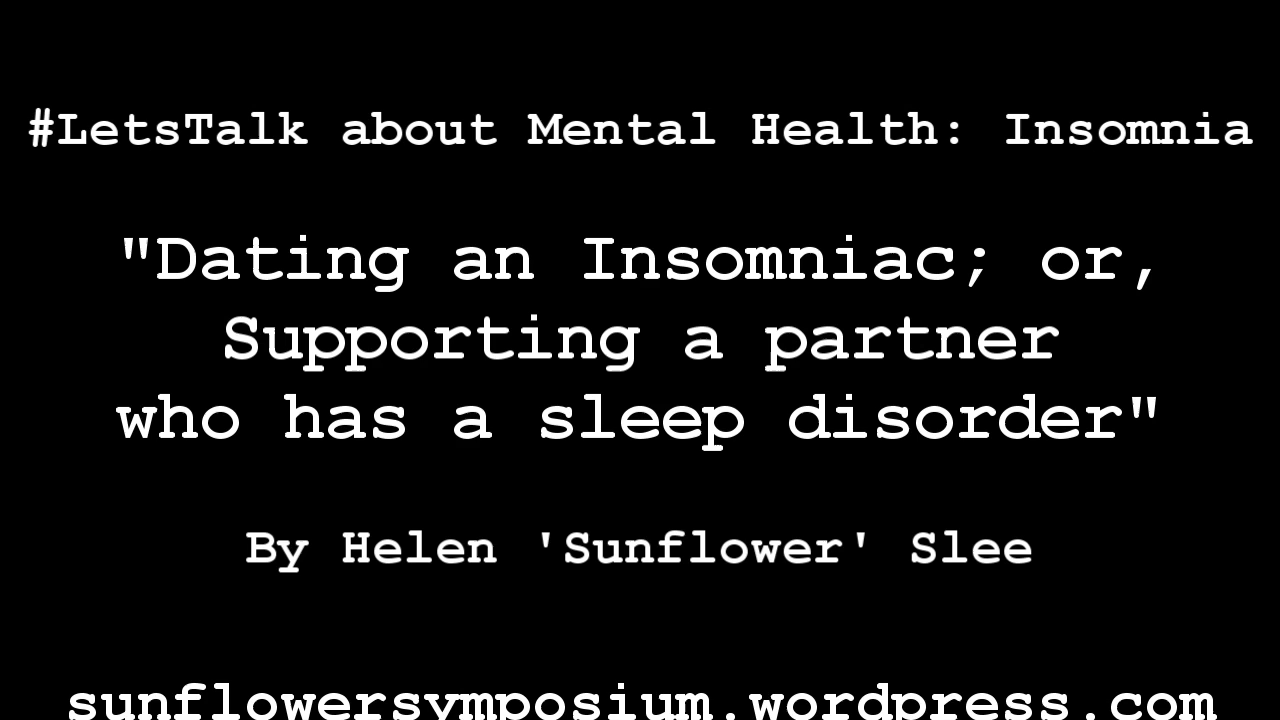 #LetsTalk about Mental Health: Insomnia
"Dating an Insomniac; or,
Supporting a partner
who has a sleep disorder"
By Helen 'Sunflower' Slee
sunflowersymposium.wordpress.com